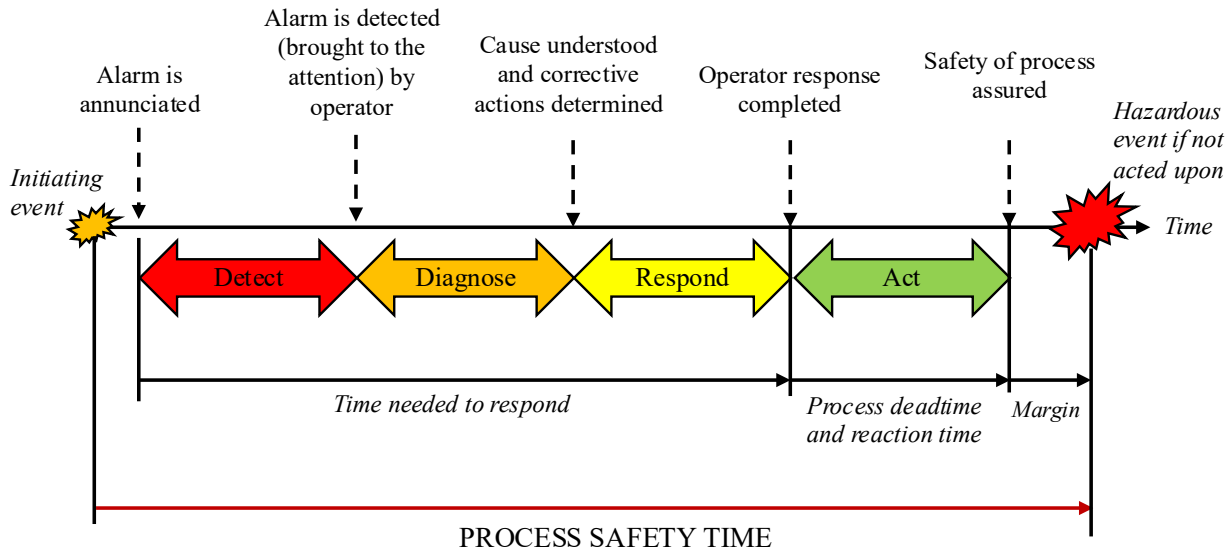 Alarm is
annunciated
Alarm is detected
(brought to the
attention) by
operator
Cause understood
and corrective
actions determined
Operator response
completed
Safety of process
assured
Hazardous
event if not
acted upon
Initiating
event
Time
Detect
Diagnose
Respond
Act
Time needed to respond
Process deadtime
and reaction time
Margin
PROCESS SAFETY TIME